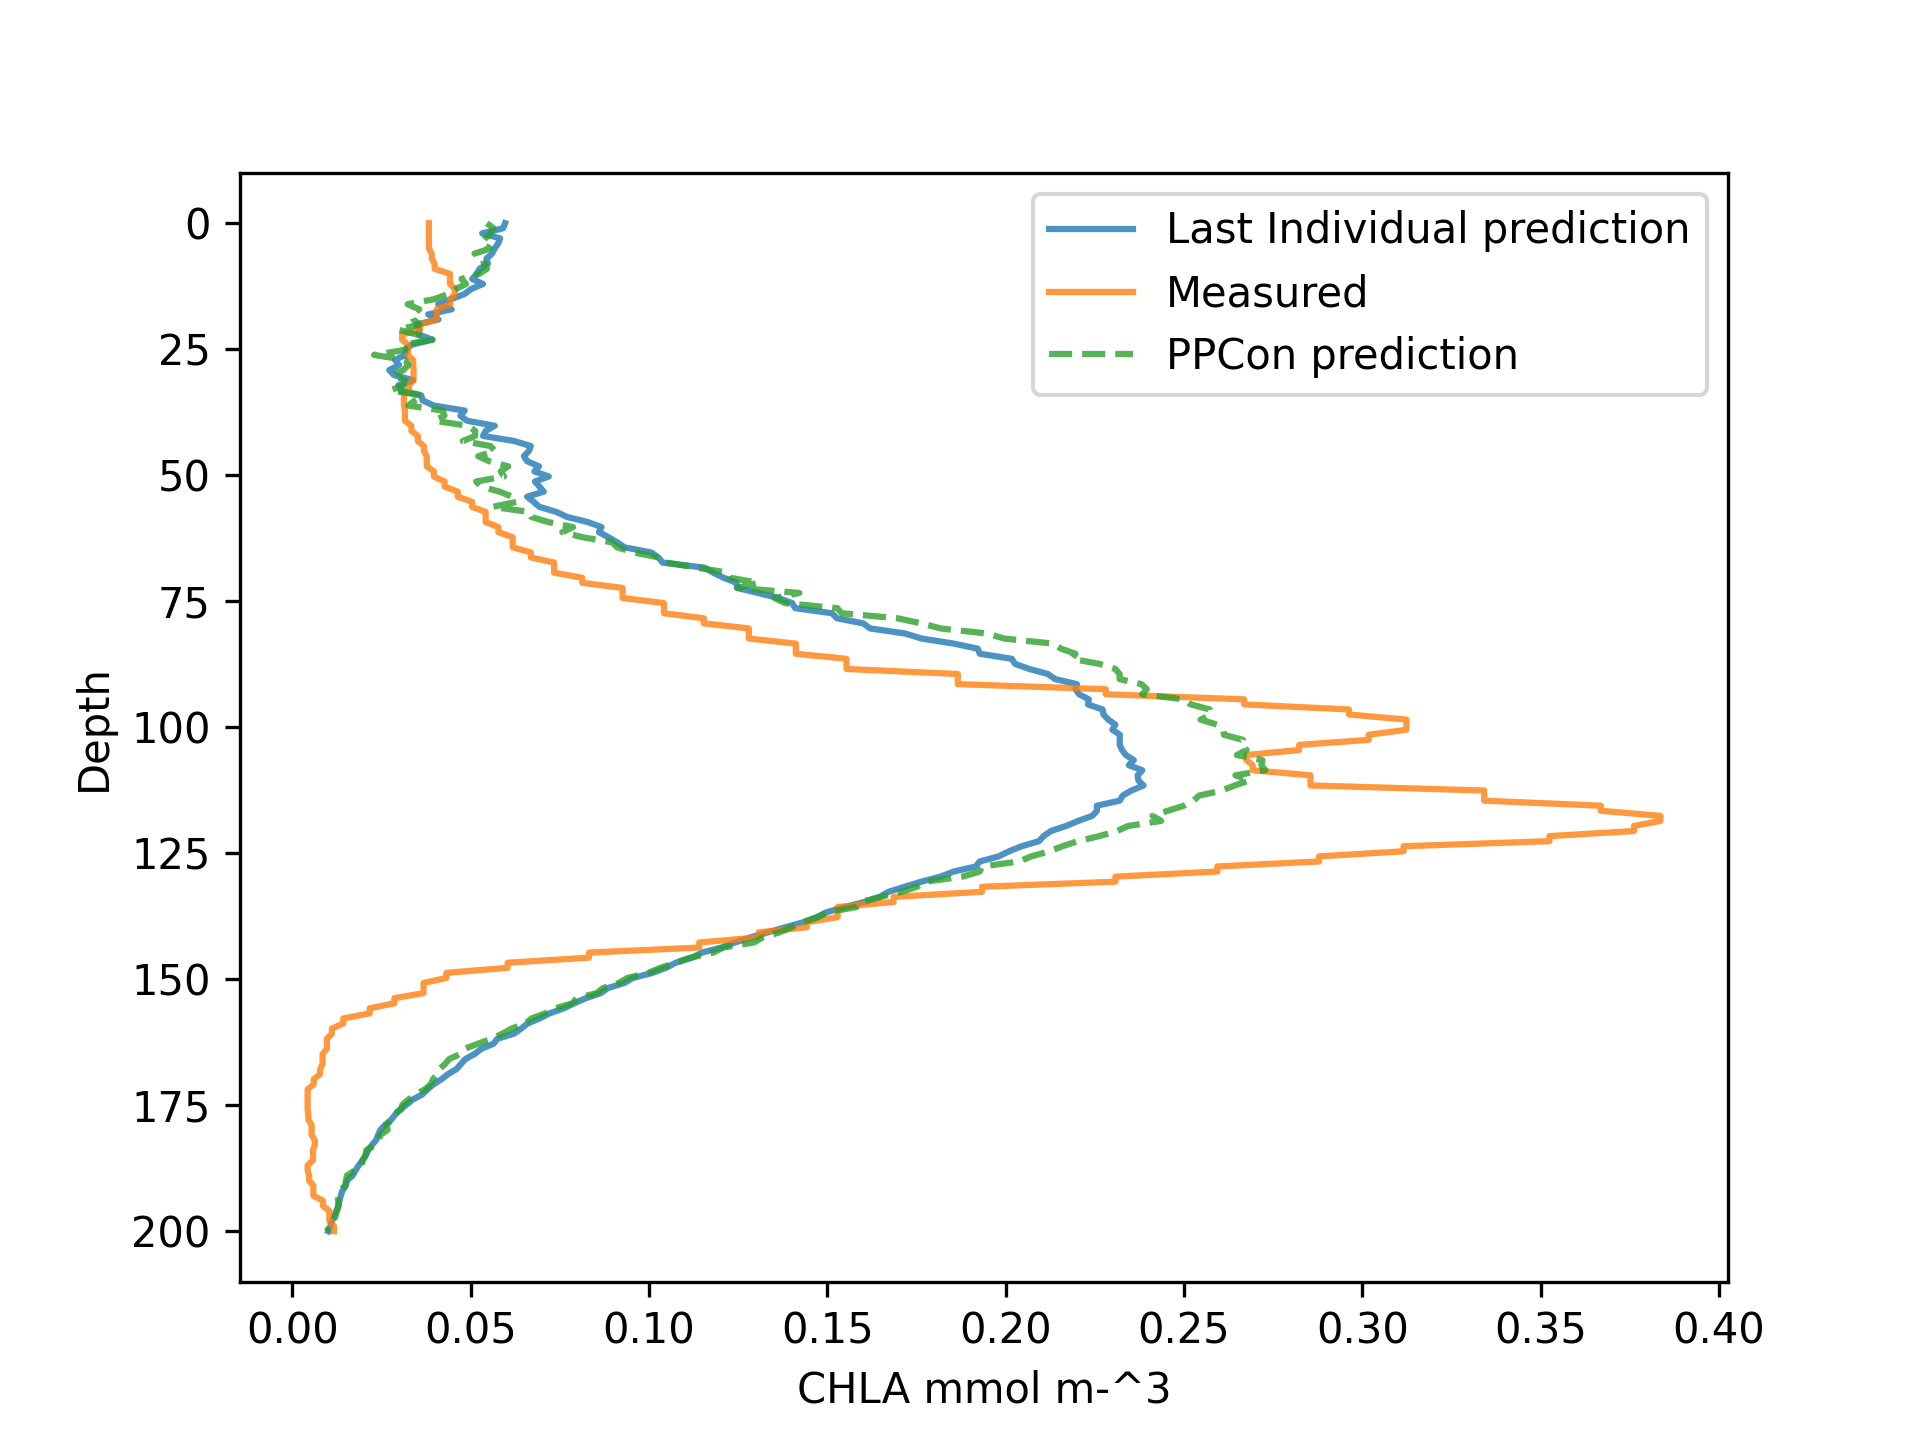 Last Individual prediction
Measured
PPCon prediction
0
25
50
75
100
125
150
175
200
Depth
0.00 0.05 0.10 0.15 0.20 0.25 0.30 0.35 0.40
CHLA mmol m-^3